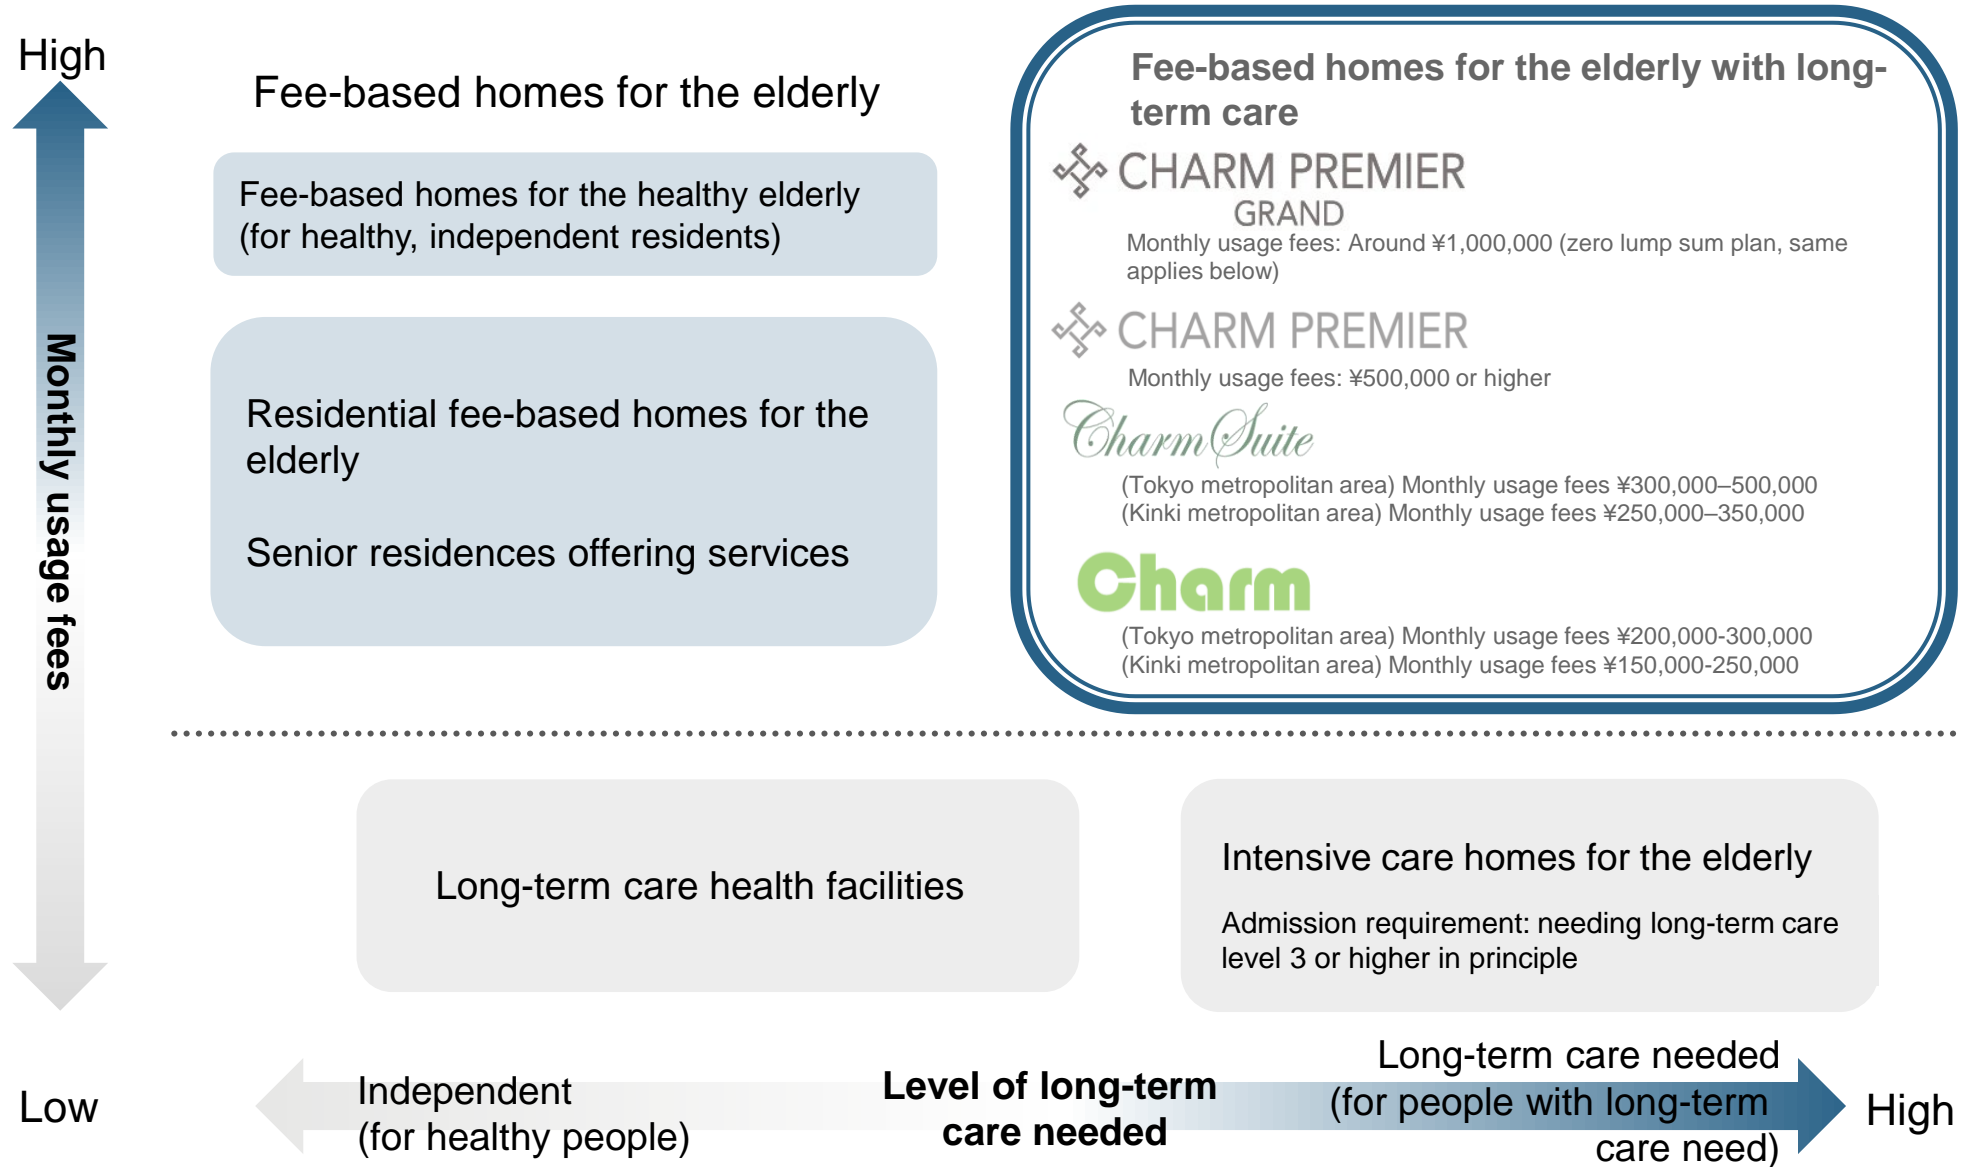 High
Fee-based homes for the elderly
Fee-based homes for the healthy elderly
(for healthy, independent residents)
Residential fee-based homes for the
elderly
Senior residences offering services
Monthly usage fees
Fee-based homes for the elderly with long-
term care
CHARM PREMIER
GRAND
Monthly usage fees: Around ¥1,000,000 (zero lump sum plan, same
applies below)
CHARM PREMIER
Monthly usage fees: ¥500,000 or higher
Charm Suite
(Tokyo metropolitan area) Monthly usage fees ¥300,000–500,000
(Kinki metropolitan area) Monthly usage fees ¥250,000–350,000
Charm
(Tokyo metropolitan area) Monthly usage fees ¥200,000-300,000
(Kinki metropolitan area) Monthly usage fees ¥150,000-250,000
Long-term care health facilities
Intensive care homes for the elderly
Admission requirement: needing long-term care
level 3 or higher in principle
Low
Independent
(for healthy people)
Level of long-term
care needed
Long-term care needed
(for people with long-term
care need)
High